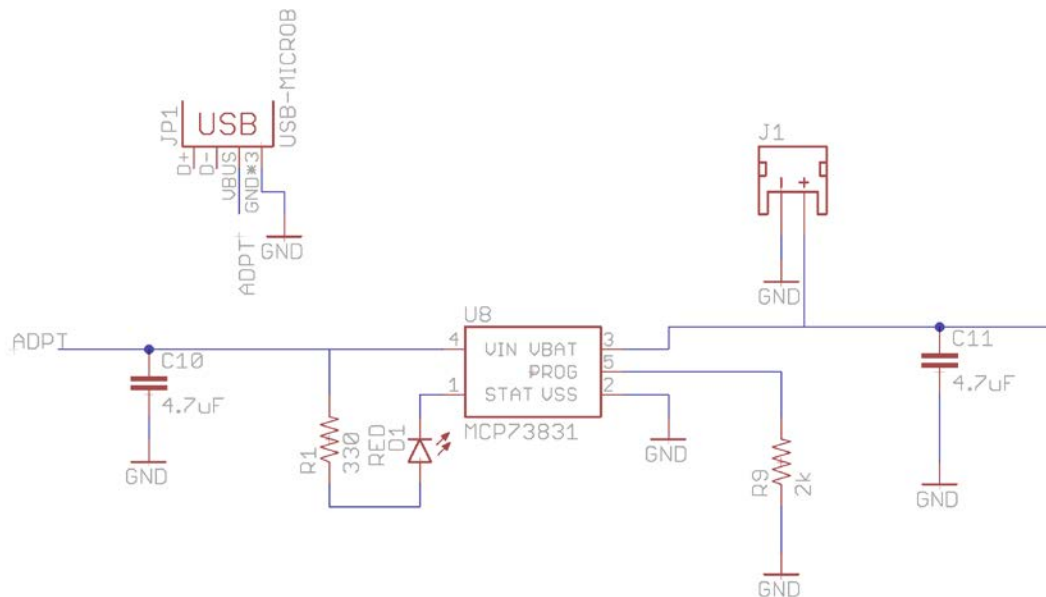 JP1
USB
USB-MICROB
D+
D-
VBUS
GND*3
GND
ADPT
J1
- +
GND
ADPT
C10
4.7uF
GND
R1
330
RED
D1
U8
4 VIN VBAT 3
PROG 5
1 STAT VSS 2
MCP73831
GND
R9
2k
GND
C11
4.7uF
GND